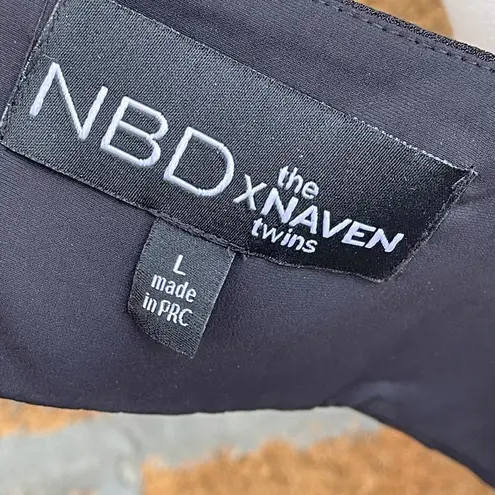 NBD x the NAVEN twins
L
made
in PRC